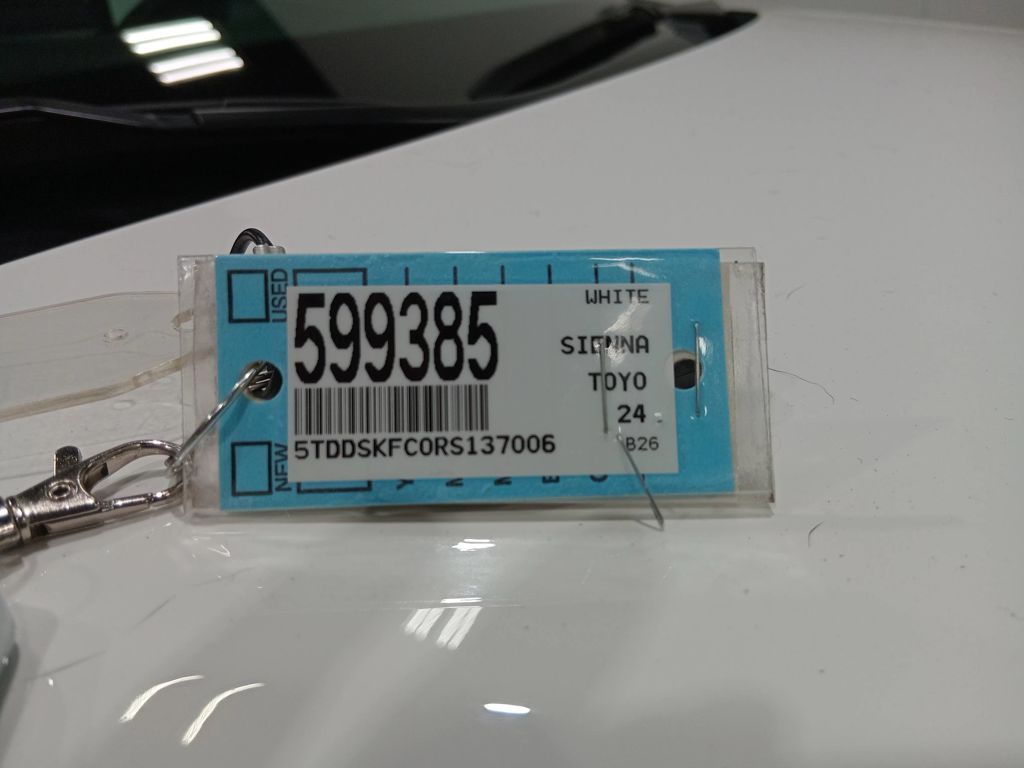 USED
599385
WHITE
SIENNA
TOYO
24
5TDDSKFC0RS137006
B26
NEW